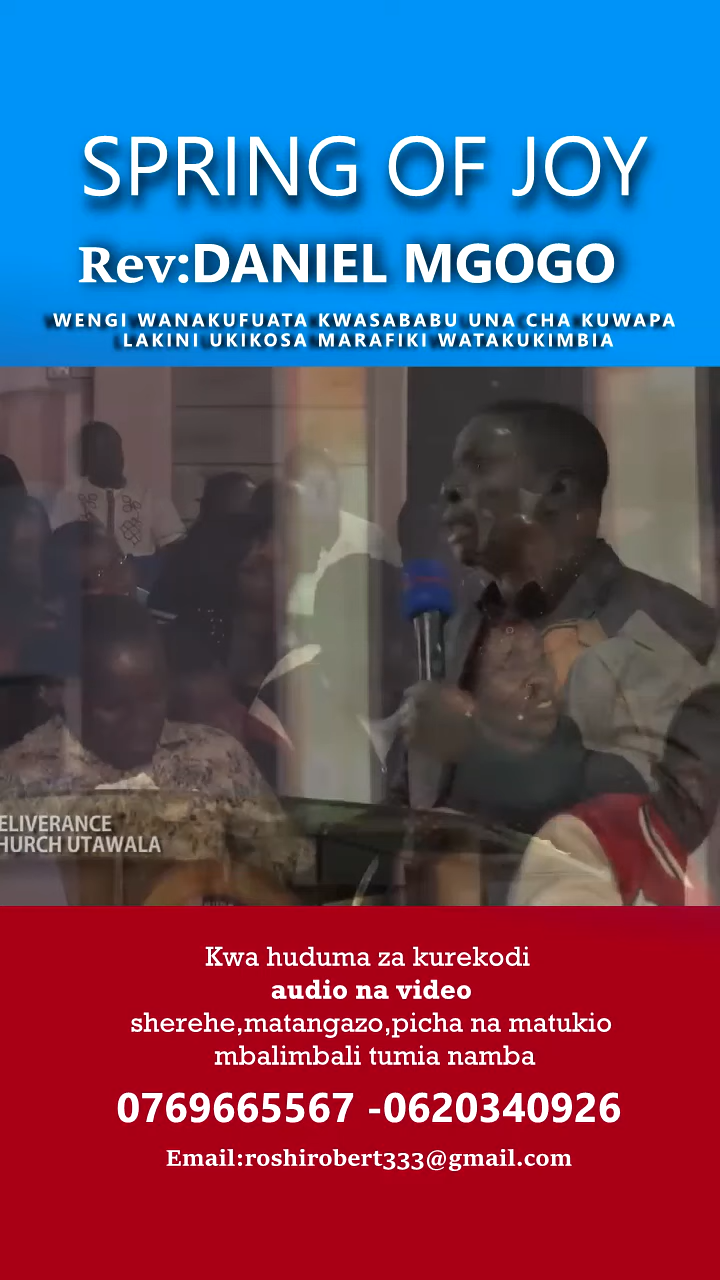 SPRING OF JOY
Rev:DANIEL MGOGO
WENGI WANAKUFUATA KWASABABU UNA CHA KUWAPA
LAKINI UKIKOSA MARAFIKI WATAKUKIMBIA
ELIVERANCE
HURCH UTAWALA
Kwa huduma za kurekodi
audio na video
sherehe,matangazo,picha na matukio
mbalimbali tumia namba
0769665567 -0620340926
Email:roshirobert333@gmail.com